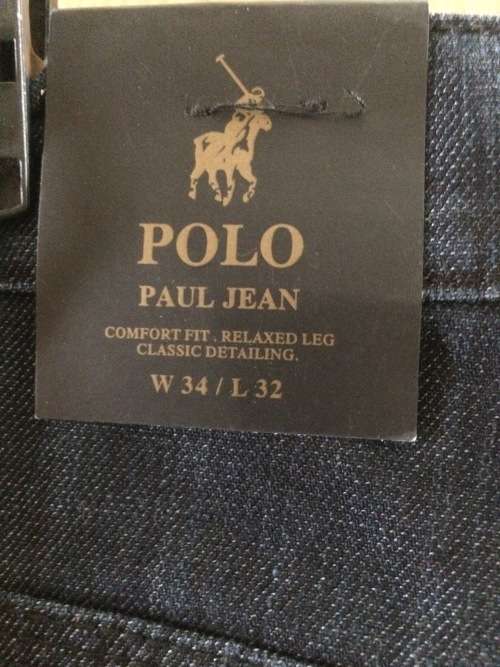 POLO
PAUL JEAN
COMFORT FIT . RELAXED LEG
CLASSIC DETAILING.
W 34 / L 32